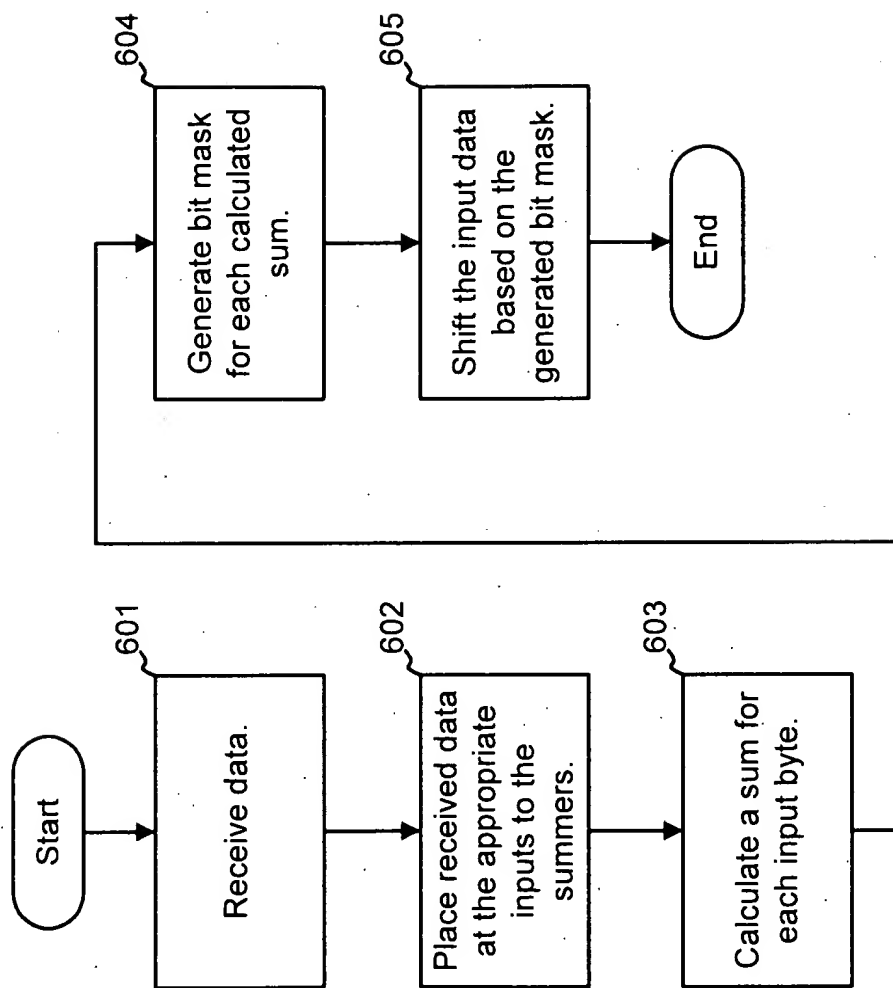 Start
601
Receive data.
602
Place received data
at the appropriate
inputs to the
summers.
603
Calculate a sum for
each input byte.
604
Generate bit mask
for each calculated
sum.
605
Shift the input data
based on the
generated bit mask.
End